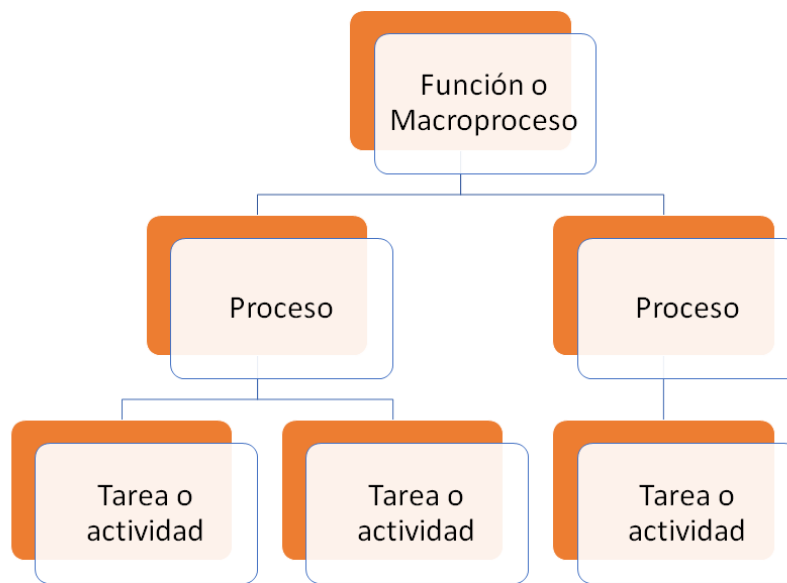 Función o
Macroproceso
Proceso
Proceso
Tarea o
actividad
Tarea o
actividad
Tarea o
actividad